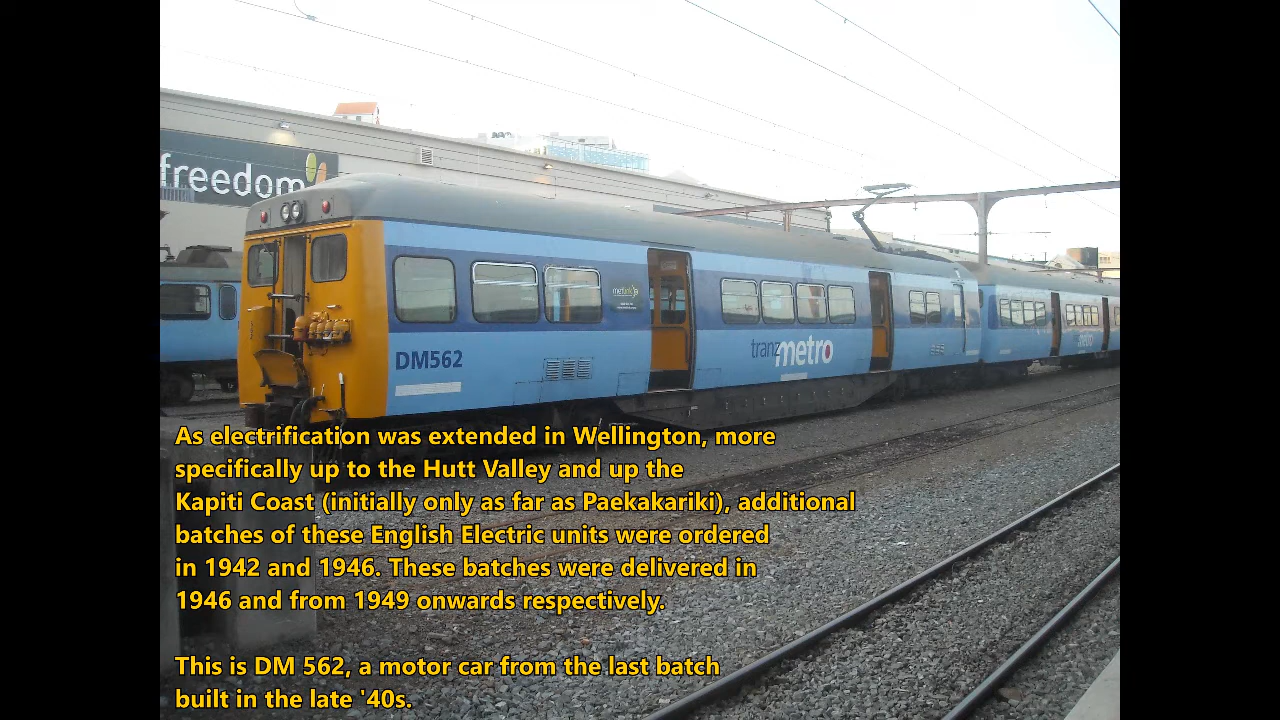 freedom
metlink
DM562
tranzmetro
As electrification was extended in Wellington, more
specifically up to the Hutt Valley and up the
Kapiti Coast (initially only as far as Paekakariki), additional
batches of these English Electric units were ordered
in 1942 and 1946. These batches were delivered in
1946 and from 1949 onwards respectively.
This is DM 562, a motor car from the last batch
built in the late '40s.